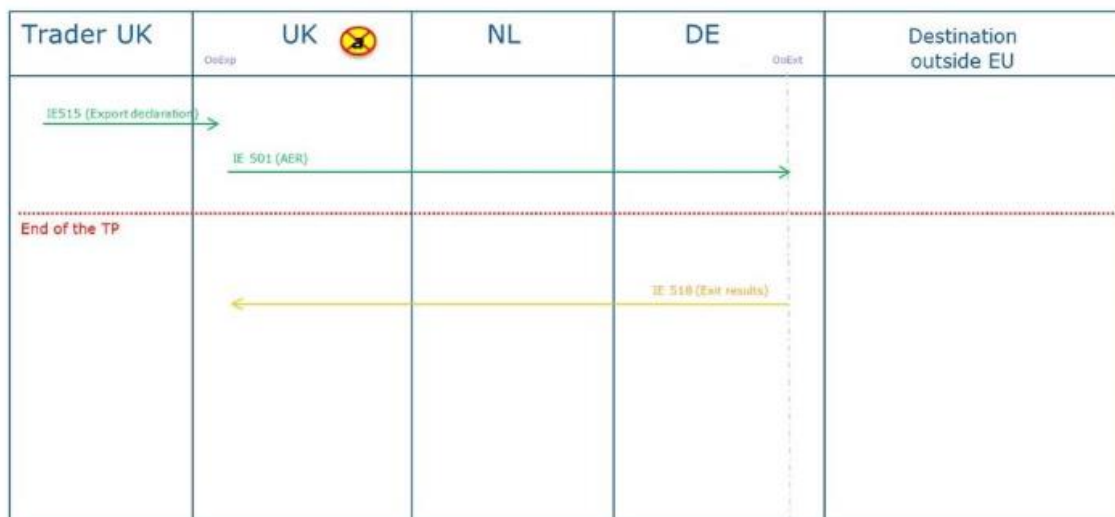 Trader UK
UK
NL
DE
Destination
outside EU
OoExp
OoExt
IE515 (Export declaration)
IE 501 (AER)
End of the TP
IE 518 (Exit results)